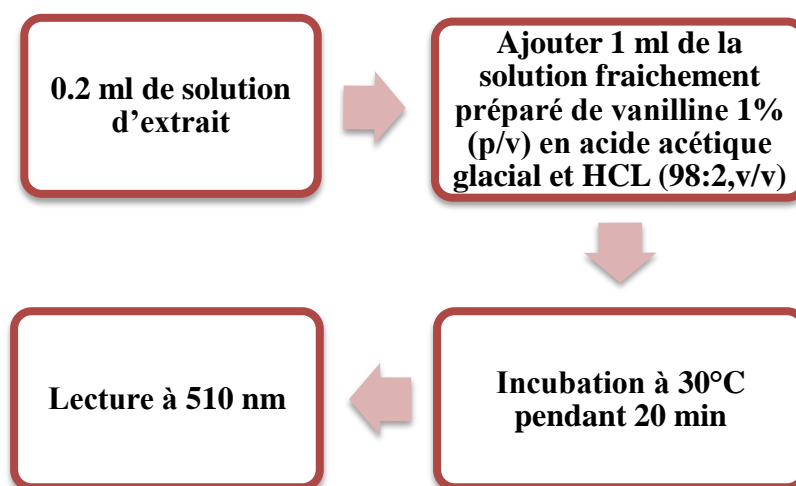 0.2 ml de solution
d’extrait
Ajouter 1 ml de la
solution fraichement
préparé de vanilline 1%
(p/v) en acide acétique
glacial et HCL (98:2,v/v)
Incubation à 30°C
pendant 20 min
Lecture à 510 nm